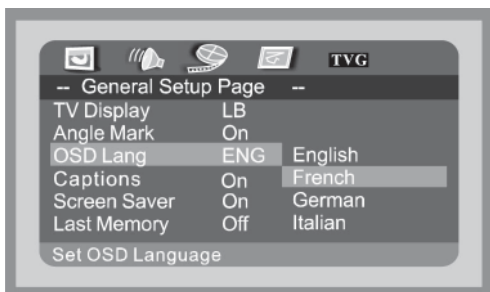 TVG
-- General Setup Page --
TV Display LB
Angle Mark On
OSD Lang ENG English
Captions On French
Screen Saver On German
Last Memory Off Italian
Set OSD Language